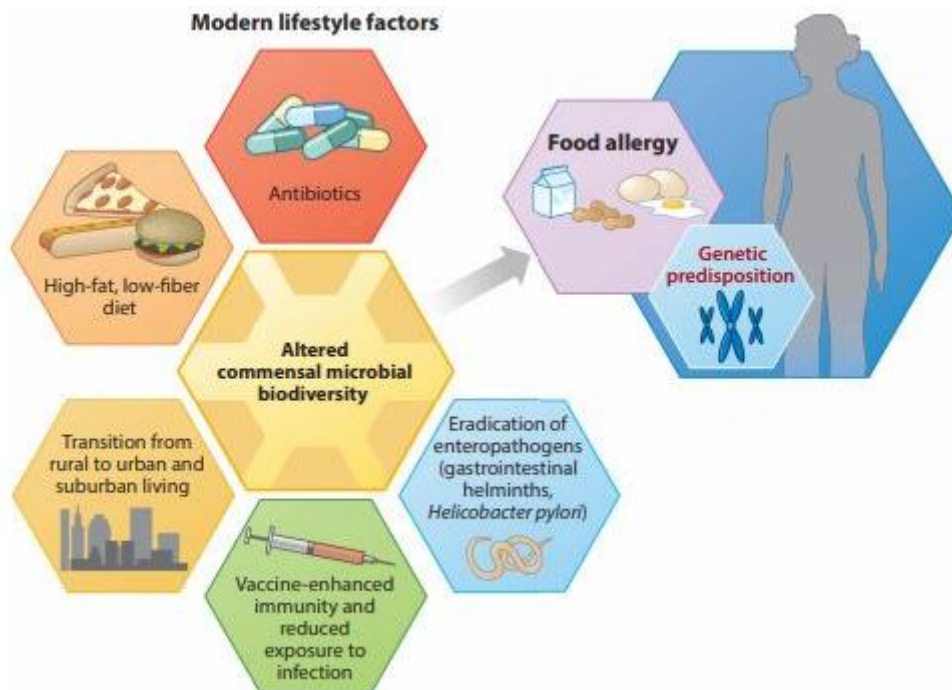 Modern lifestyle factors
Antibiotics
High-fat, low-fiber
diet
Altered
commensal microbial
biodiversity
Transition from
rural to urban and
suburban living
Vaccine-enhanced
immunity and
reduced
exposure to
infection
Eradication of
enteropathogens
(gastrointestinal
helminths,
Helicobacter pylori)
Food allergy
Genetic
predisposition